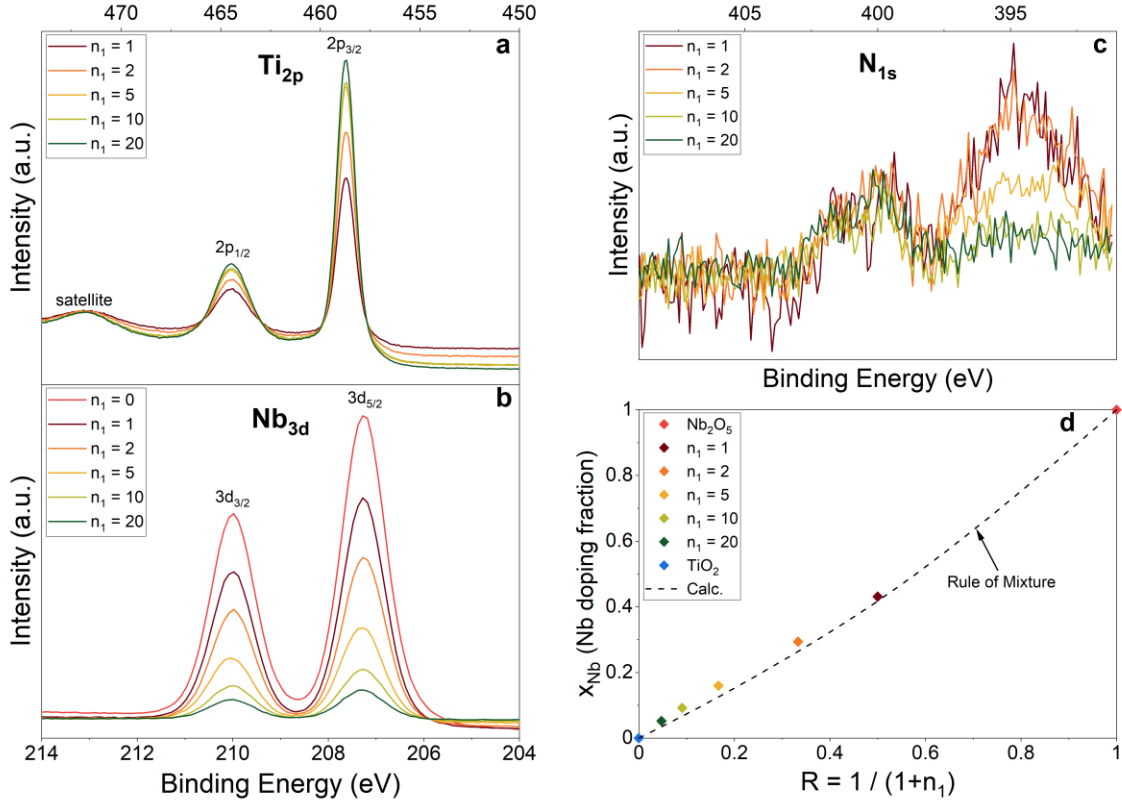 470 465 460 455 450
a
Ti2p
n1 = 1
n1 = 2
n1 = 5
n1 = 10
n1 = 20
2p3/2
2p1/2
satellite
Intensity (a.u.)
b
Nb3d
n1 = 0
n1 = 1
n1 = 2
n1 = 5
n1 = 10
n1 = 20
3d5/2
3d3/2
Intensity (a.u.)
214 212 210 208 206 204
Binding Energy (eV)
405 400 395
c
N1s
n1 = 1
n1 = 2
n1 = 5
n1 = 10
n1 = 20
Intensity (a.u.)
Binding Energy (eV)
d
Nb2O5
n1 = 1
n1 = 2
n1 = 5
n1 = 10
n1 = 20
TiO2
Calc.
Rule of Mixture
xNb (Nb doping fraction)
1
0.8
0.6
0.4
0.2
0
0 0.2 0.4 0.6 0.8 1
R = 1 / (1+n1)